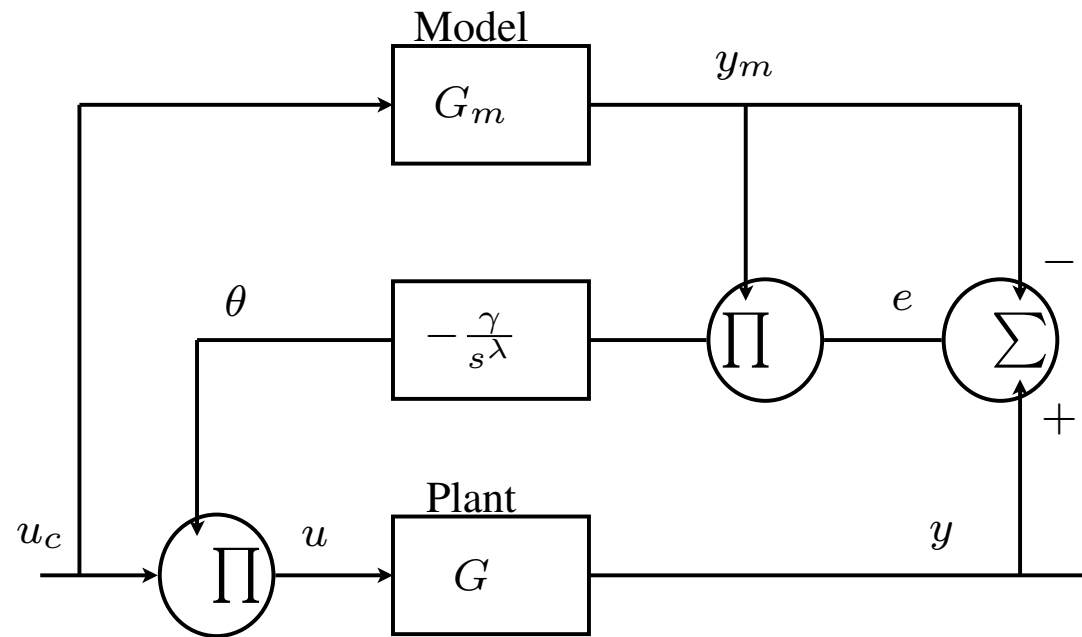 Model
G_m
y_m
−
θ
−γ/s^λ
∏
e
∑
+
Plant
u_c
∏
u
G
y